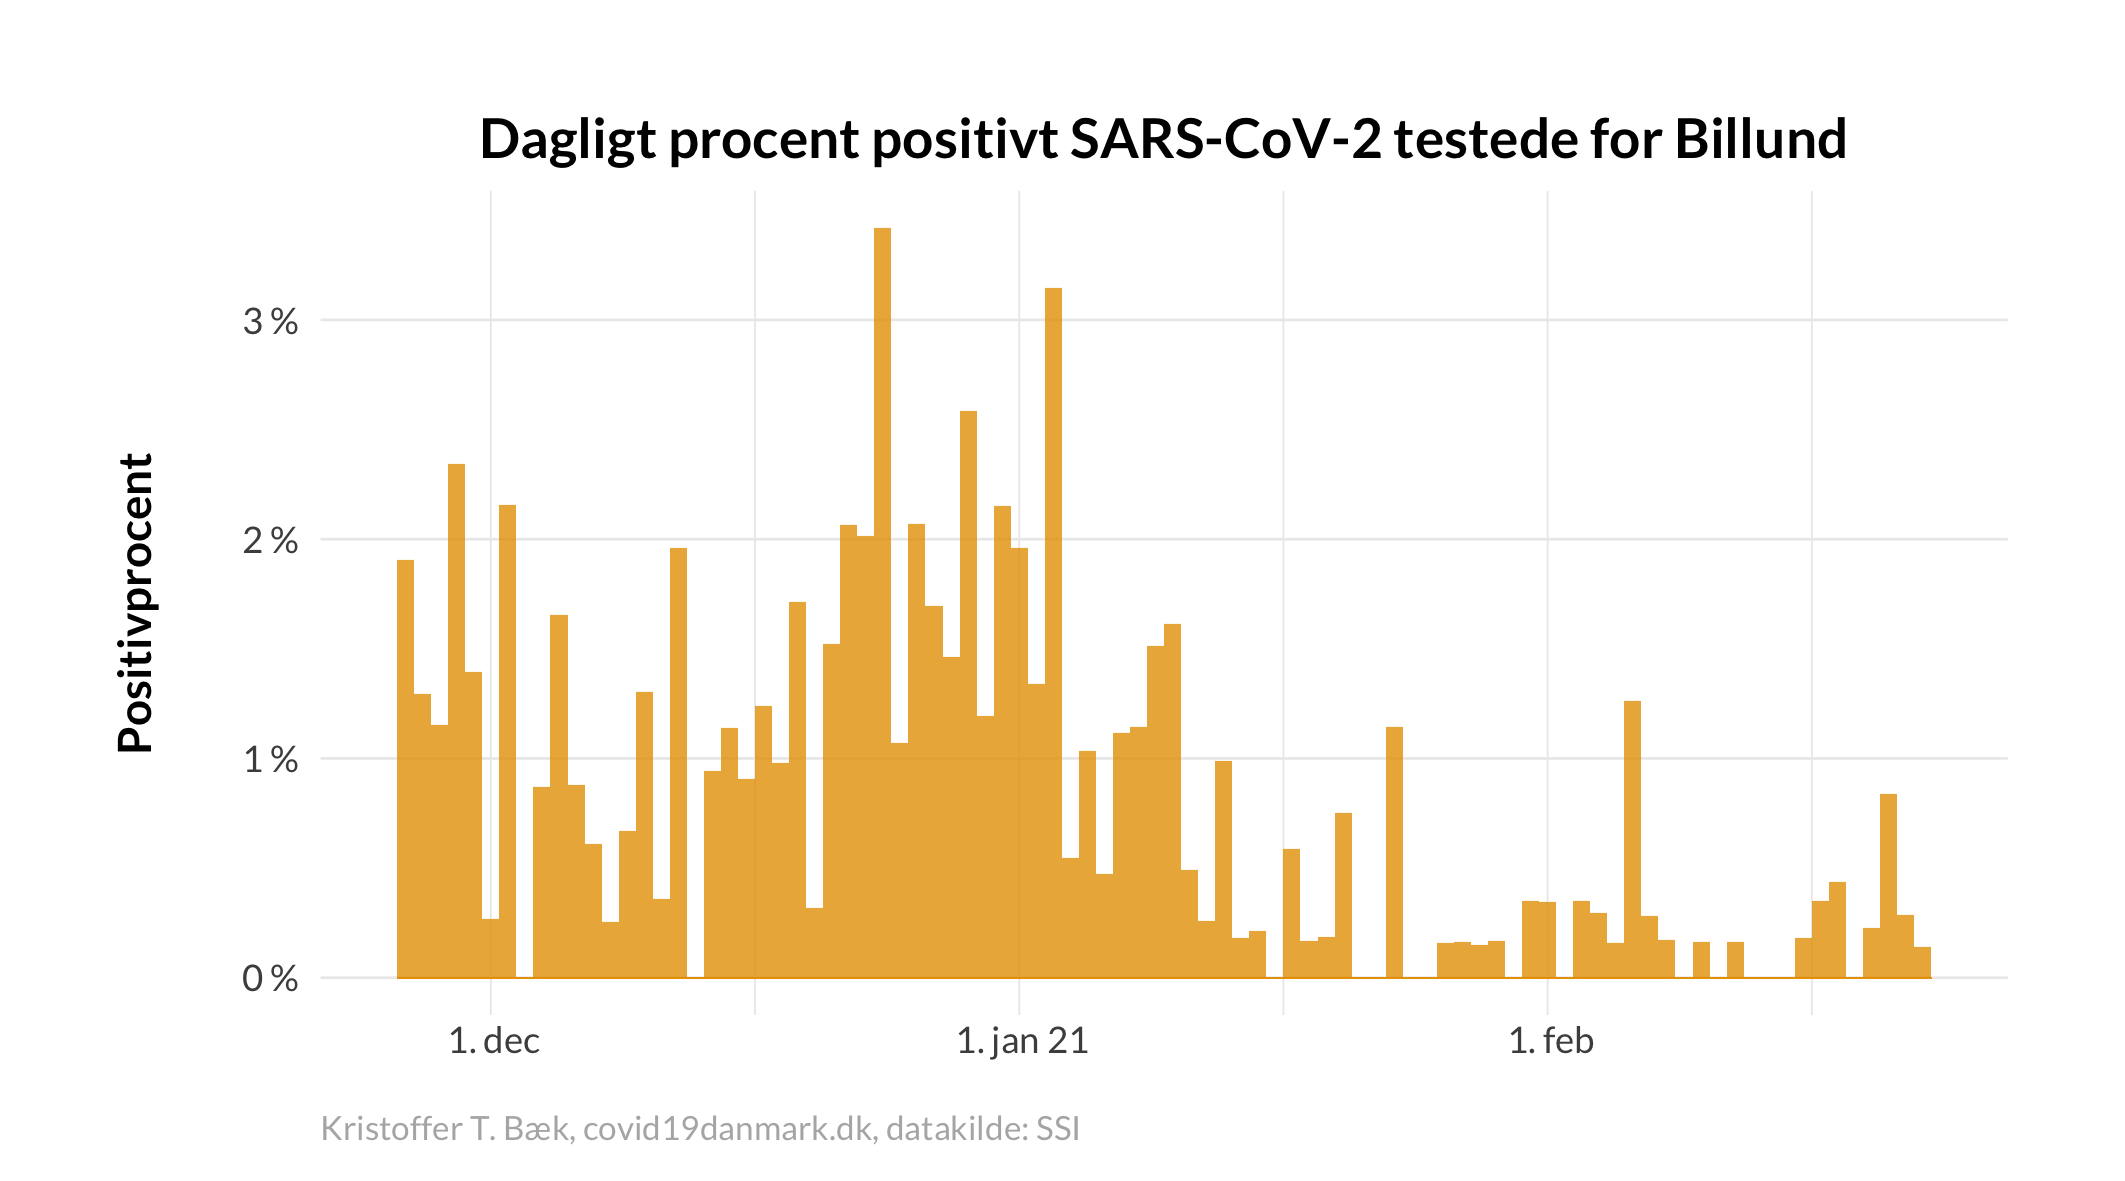 Dagligt procent positivt SARS-CoV-2 testede for Billund
Positivprocent
3 %
2 %
1 %
0 %
1. dec
1. jan 21
1. feb
Kristoffer T. Bæk, covid19danmark.dk, datakilde: SSI